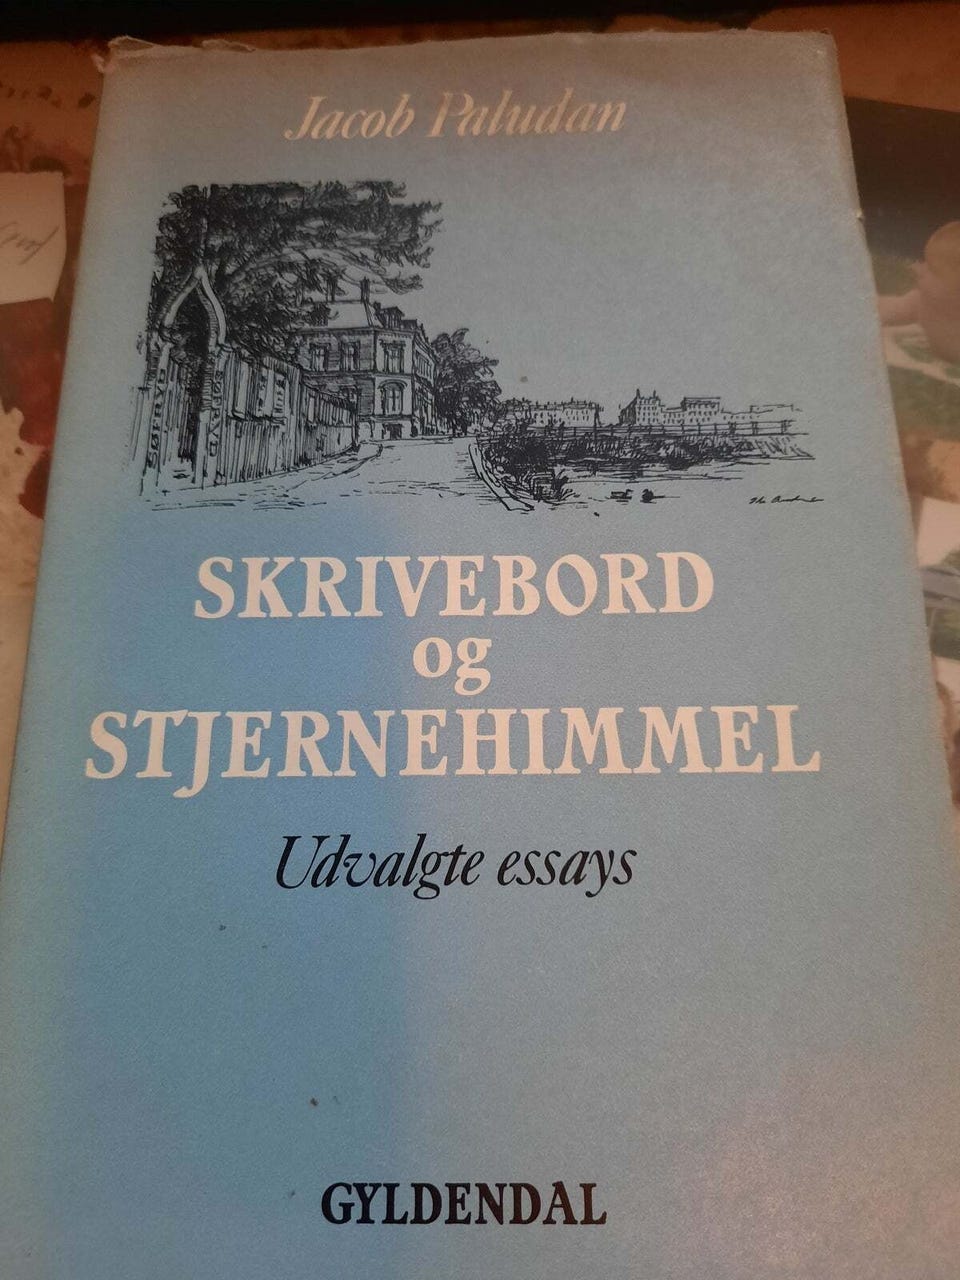 Jacob Paludan
SKRIVEBORD
og
STJERNEHIMMEL
Udvalgte essays
GYLDENDAL